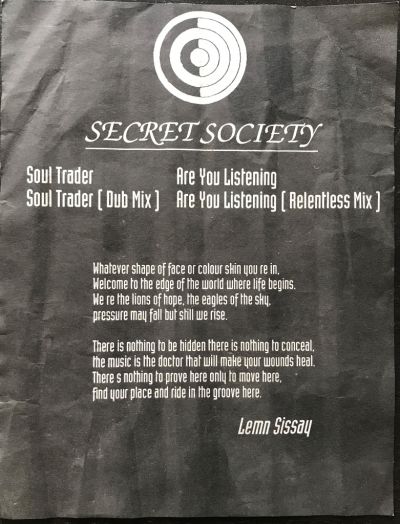 SECRET SOCIETY
Soul Trader
Soul Trader [ Dub Mix ]
Are You Listening
Are You Listening [ Relentless Mix ]
Whatever shape of face or colour skin you re in,
Welcome to the edge of the world where life begins.
We re the lions of hope, the eagles of the sky,
pressure may fall but still we rise.
There is nothing to be hidden there is nothing to conceal,
the music is the doctor that will make your wounds heal.
There s nothing to prove here only to move here,
find your place and ride in the groove here.
Lemn Sissay